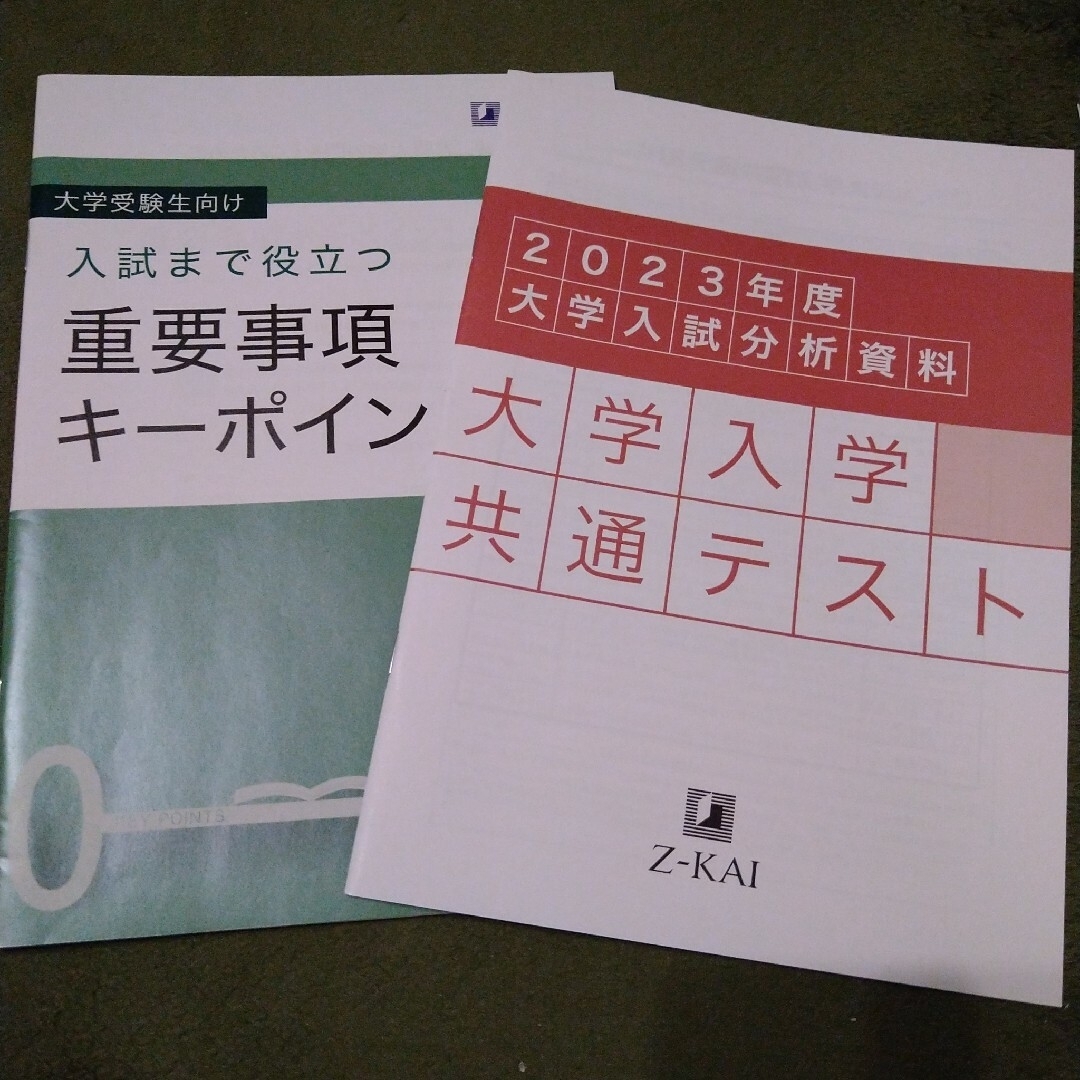 大学受験生向け
入試まで役立つ
重要事項
キーポイン
KEY POINTS
2023年度
大学入試分析資料
大学入学
共通テスト
Z-KAI